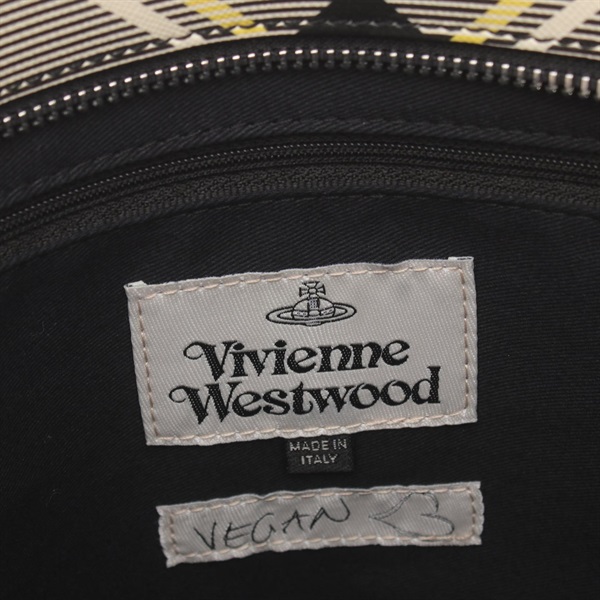 Vivienne
Westwood
MADE IN
ITALY
VEGAN <3